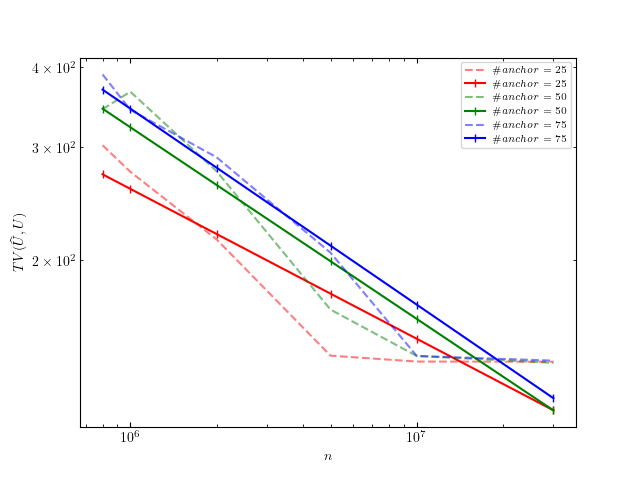 4 × 10²
3 × 10²
2 × 10²
TV(Û, U)
10⁶
10⁷
n
#anchor = 25
#anchor = 25
#anchor = 50
#anchor = 50
#anchor = 75
#anchor = 75